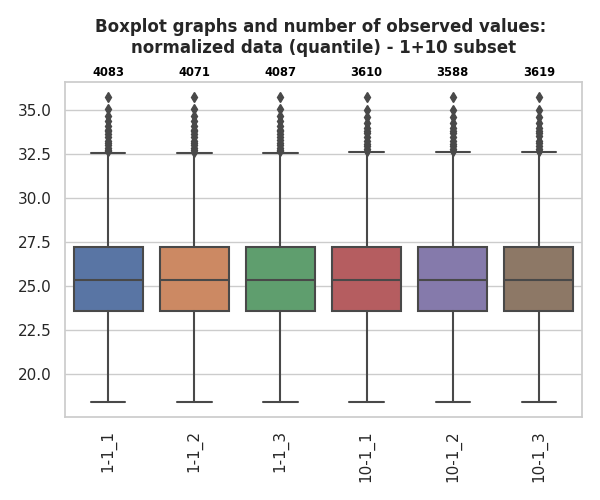 Boxplot graphs and number of observed values:
normalized data (quantile) - 1+10 subset
4083 4071 4087 3610 3588 3619
35.0
32.5
30.0
27.5
25.0
22.5
20.0
1-1_1 1-1_2 1-1_3 10-1_1 10-1_2 10-1_3